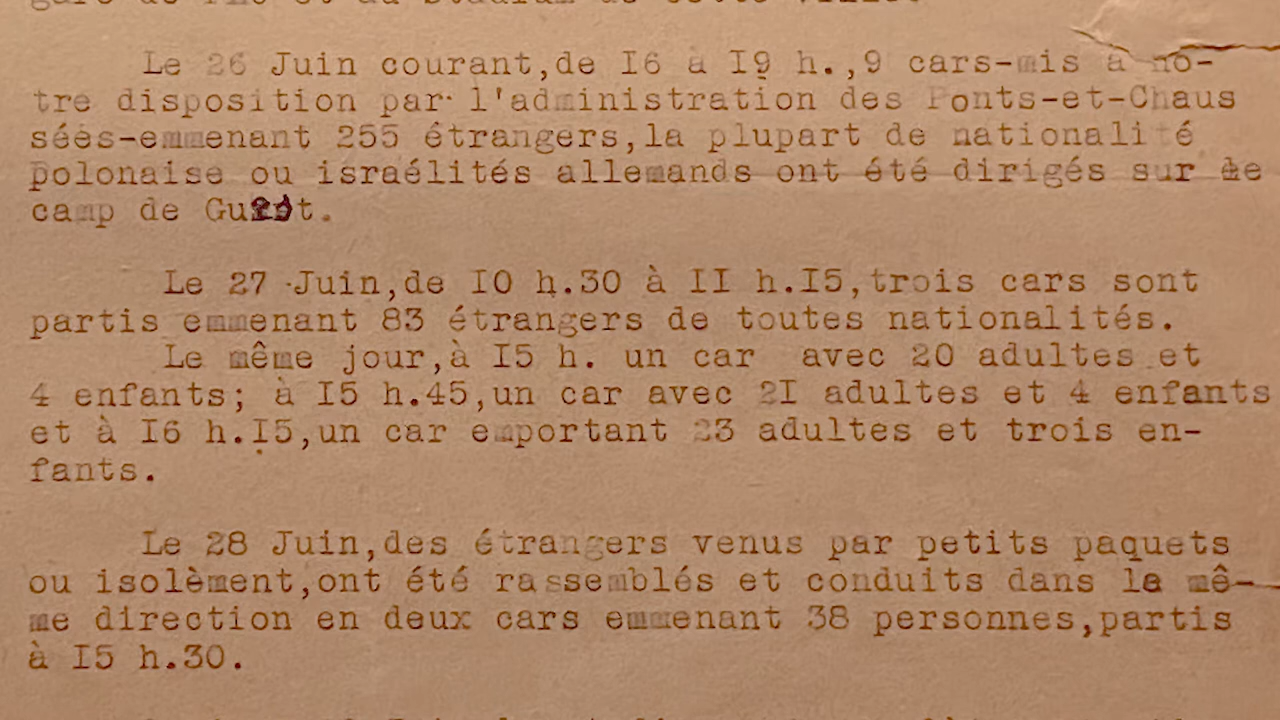 Le 26 Juin courant,de I6 à I9 h.,9 cars-mis à no-
tre disposition par l'administration des Ponts-et-Chaus
sées-emmenant 255 étrangers,la plupart de nationalité
polonaise ou israélités allemands ont été dirigés sur le
camp de
Le 27 Juin,de I0 h.30 à II h.I5,trois cars sont
partis emmenant 83 étrangers de toutes nationalités.
Le même jour,à I5 h. un car avec 20 adultes et
4 enfants; à I5 h.45,un car avec 2I adultes et 4 enfants
et à I6 h.I5,un car emportant 23 adultes et trois en-
fants.
Le 28 Juin,des étrangers venus par petits paquets
ou isolèment,ont été rassemblés et conduits dans la mê-
me direction en deux cars emmenant 38 personnes,partis
à I5 h.30.